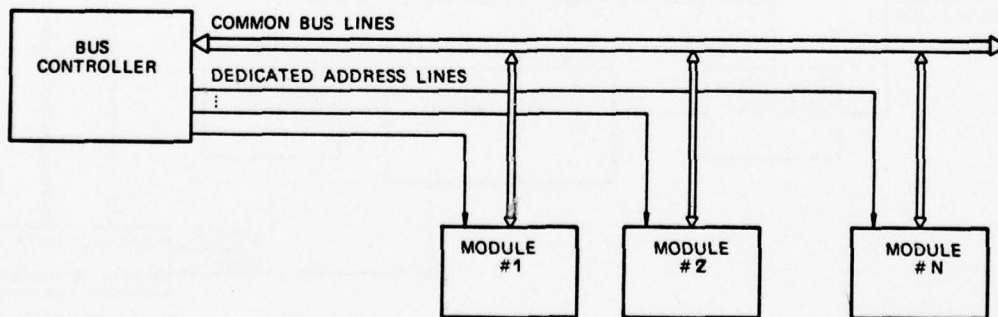 COMMON BUS LINES
BUS
CONTROLLER
DEDICATED ADDRESS LINES
MODULE
#1
MODULE
#2
MODULE
#N